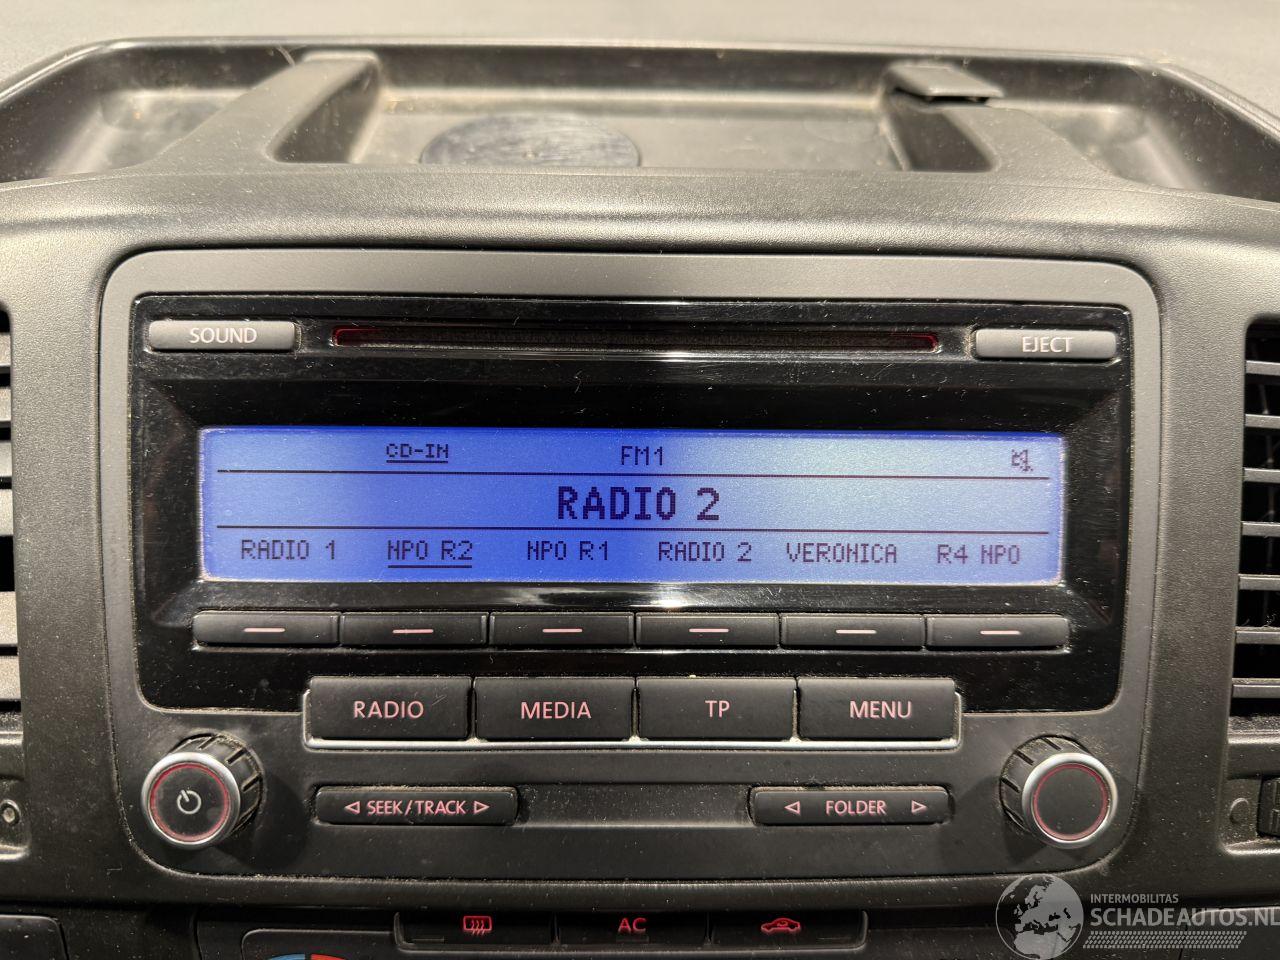 SOUND EJECT
CD-IN FM1
RADIO 2
RADIO 1 NPO R2 NPO R1 RADIO 2 VERONICA R4 NPO
RADIO MEDIA TP MENU
SEEK/TRACK FOLDER
AC
INTERMOBILITAS
SCHADEAUTOS.NL